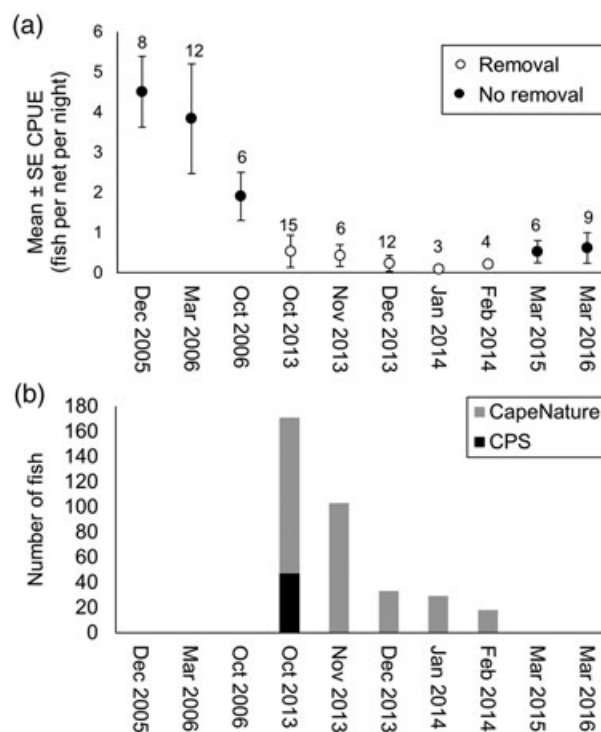 (a)
Mean ± SE CPUE
(fish per net per night)
6
5
4
3
2
1
0
8
12
6
15
6
12
3
4
6
9
Removal
No removal
Dec 2005
Mar 2006
Oct 2006
Oct 2013
Nov 2013
Dec 2013
Jan 2014
Feb 2014
Mar 2015
Mar 2016
(b)
Number of fish
180
160
140
120
100
80
60
40
20
0
CapeNature
CPS
Dec 2005
Mar 2006
Oct 2006
Oct 2013
Nov 2013
Dec 2013
Jan 2014
Feb 2014
Mar 2015
Mar 2016